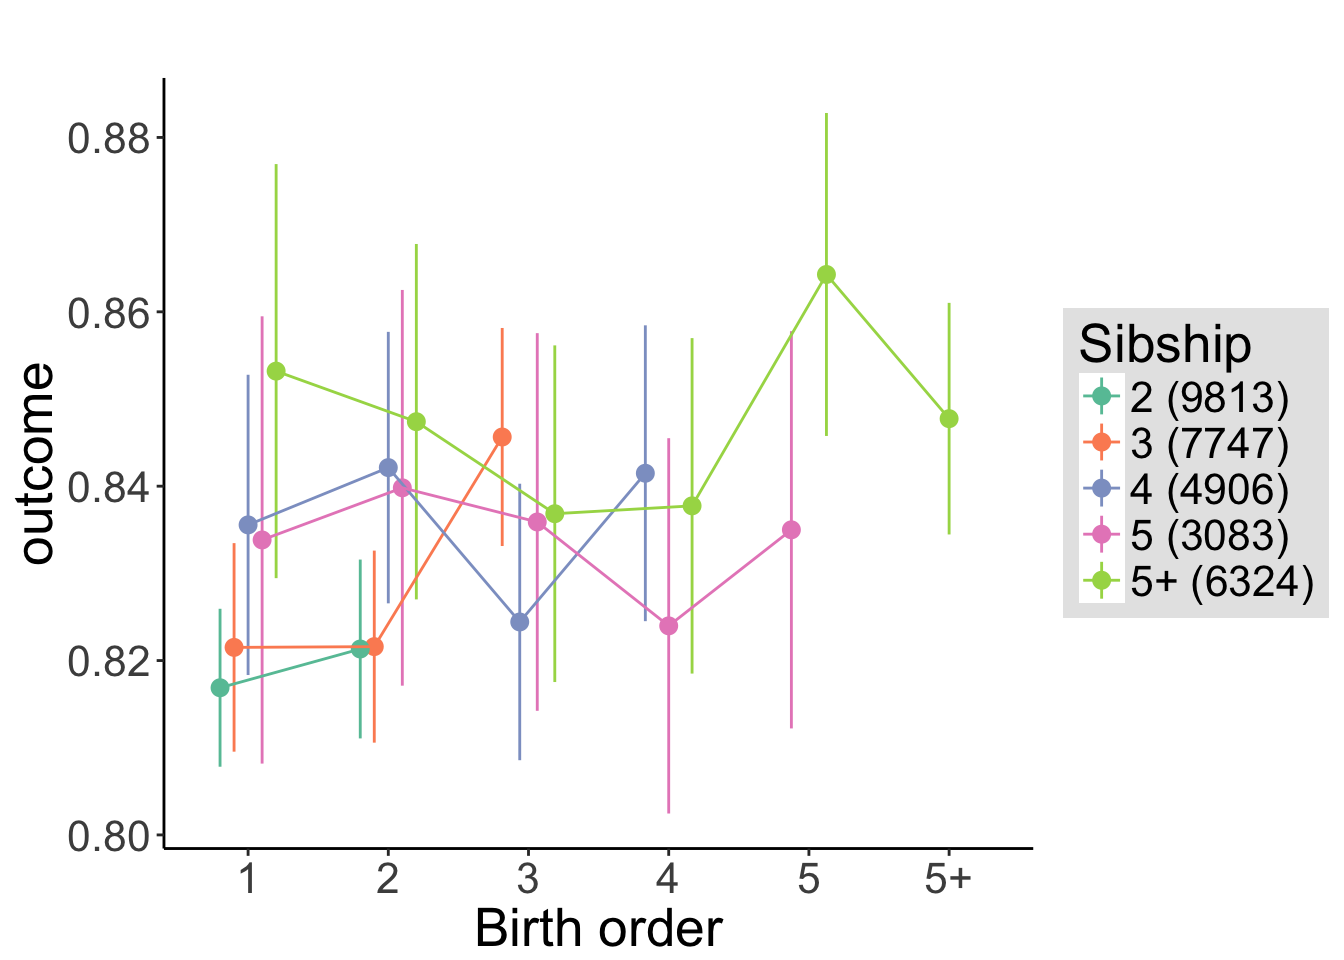 0.88
0.86
0.84
0.82
0.80
outcome
1 2 3 4 5 5+
Birth order
Sibship
2 (9813)
3 (7747)
4 (4906)
5 (3083)
5+ (6324)